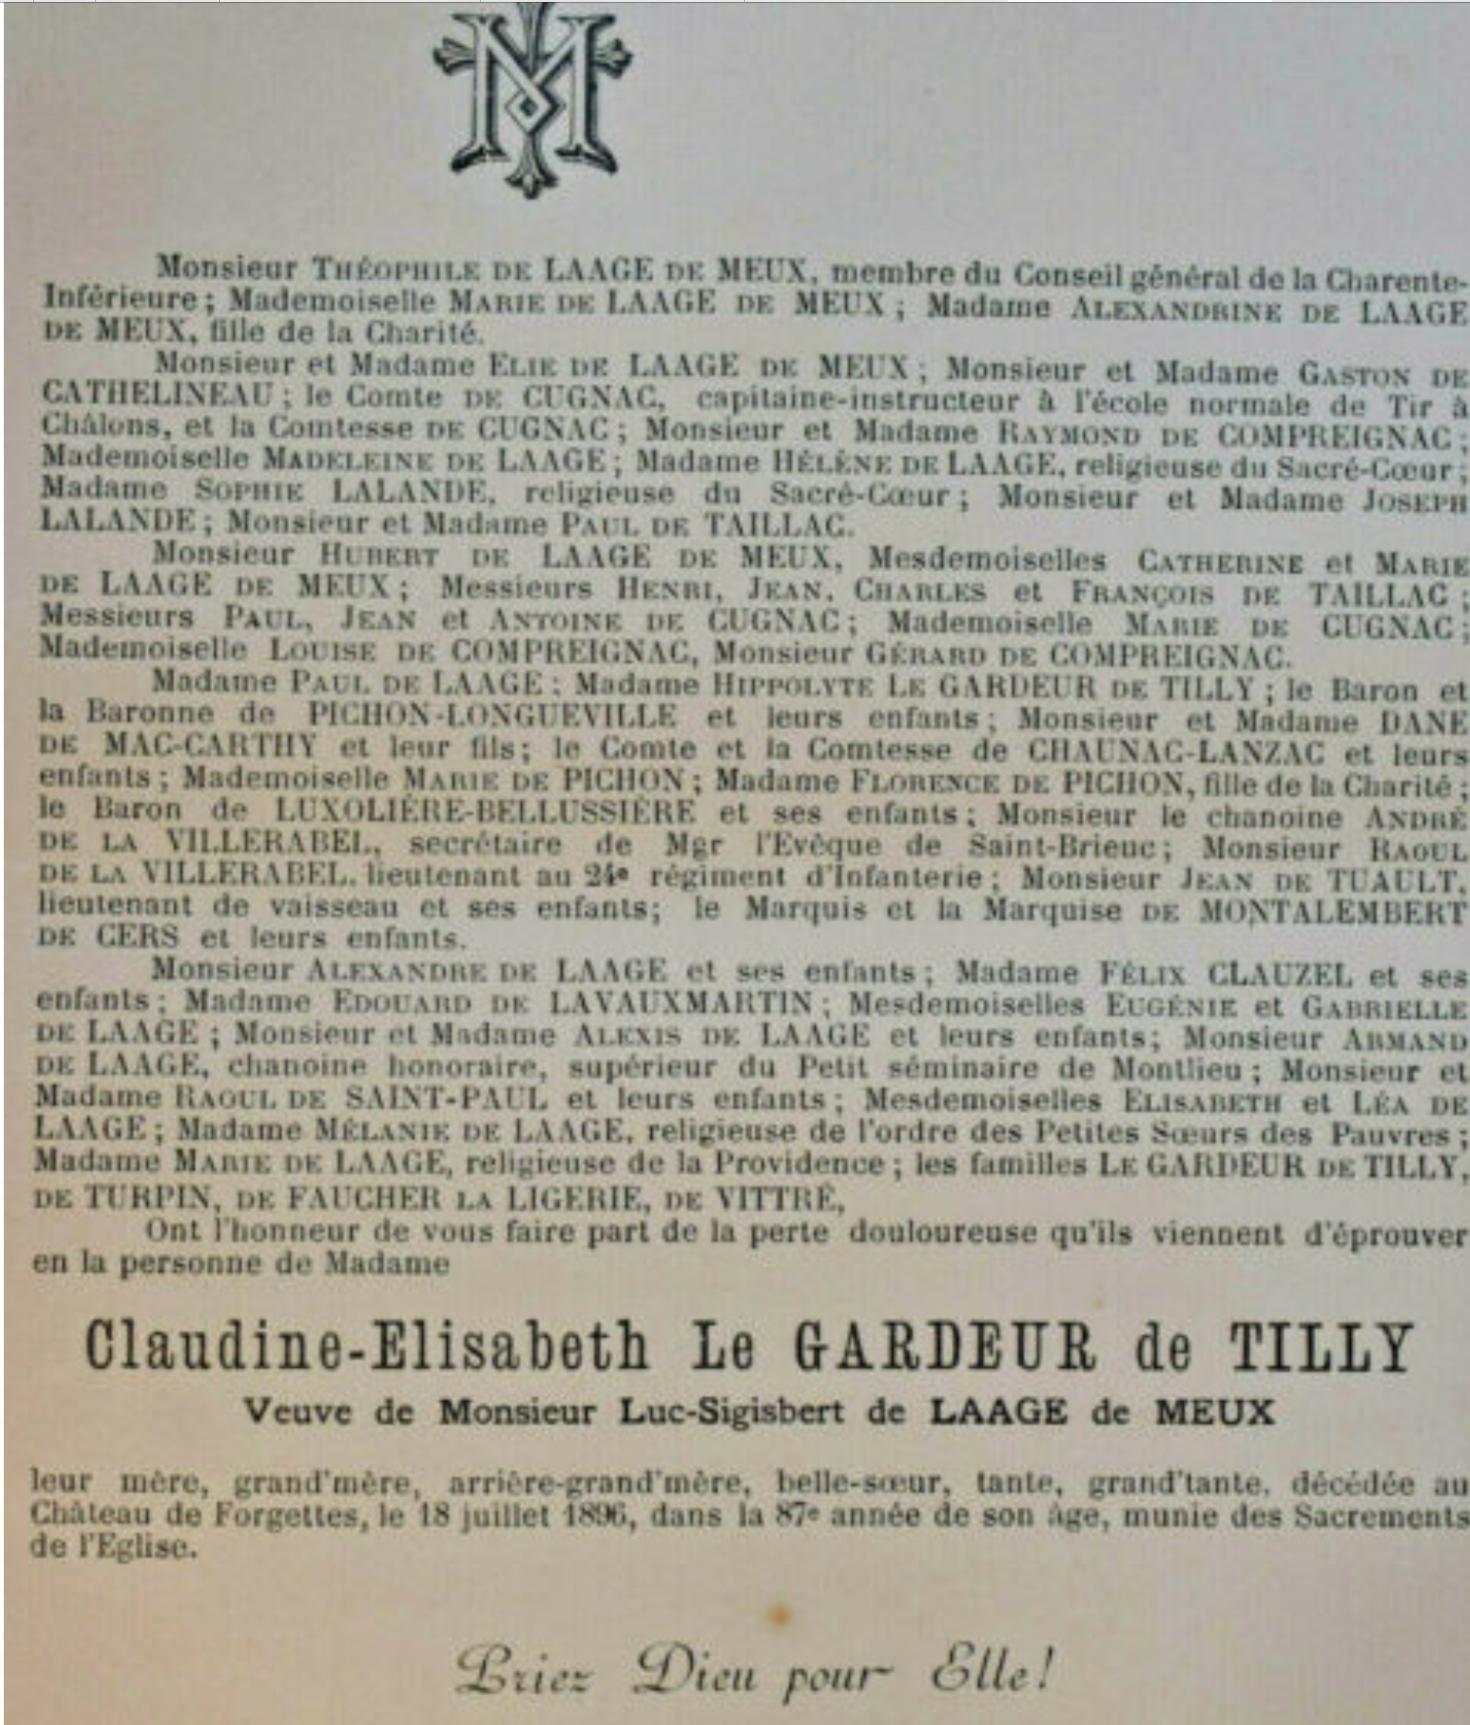 M
Monsieur THÉOPHILE DE LAAGE DE MEUX, membre du Conseil général de la Charente-
Inférieure ; Mademoiselle MARIE DE LAAGE DE MEUX ; Madame ALEXANDRINE DE LAAGE
DE MEUX, fille de la Charité.
Monsieur et Madame ELIE DE LAAGE DE MEUX ; Monsieur et Madame GASTON DE
CATHELINEAU ; le Comte DE CUGNAC, capitaine-instructeur à l'école normale de Tir à
Châlons, et la Comtesse DE CUGNAC ; Monsieur et Madame RAYMOND DE COMPREIGNAC ;
Mademoiselle MADELEINE DE LAAGE ; Madame HÉLÈNE DE LAAGE, religieuse du Sacré-Cœur ;
Madame SOPHIE LALANDE, religieuse du Sacré-Cœur ; Monsieur et Madame JOSEPH
LALANDE ; Monsieur et Madame PAUL DE TAILLAC.
Monsieur HUBERT DE LAAGE DE MEUX, Mesdemoiselles CATHERINE et MARIE
DE LAAGE DE MEUX ; Messieurs HENRI, JEAN, CHARLES et FRANÇOIS DE TAILLAC ;
Messieurs PAUL, JEAN et ANTOINE DE CUGNAC ; Mademoiselle MARIE DE CUGNAC ;
Mademoiselle LOUISE DE COMPREIGNAC, Monsieur GÉRARD DE COMPREIGNAC.
Madame PAUL DE LAAGE ; Madame HIPPOLYTE LE GARDEUR DE TILLY ; le Baron et
la Baronne de PICHON-LONGUEVILLE et leurs enfants ; Monsieur et Madame DANE
DE MAC-CARTHY et leur fils ; le Comte et la Comtesse de CHAUNAC-LANZAC et leurs
enfants ; Mademoiselle MARIE DE PICHON ; Madame FLORENCE DE PICHON, fille de la Charité ;
le Baron de LUXOLIÈRE-BELLUSSIÈRE et ses enfants ; Monsieur le chanoine ANDRÉ
DE LA VILLERABEL, secrétaire de Mgr l'Evêque de Saint-Brieuc ; Monsieur RAOUL
DE LA VILLERABEL, lieutenant au 24e régiment d'Infanterie ; Monsieur JEAN DE TUAULT,
lieutenant de vaisseau et ses enfants ; le Marquis et la Marquise DE MONTALEMBERT
DE CERS et leurs enfants.
Monsieur ALEXANDRE DE LAAGE et ses enfants ; Madame FÉLIX CLAUZEL et ses
enfants ; Madame EDOUARD DE LAVAUXMARTIN ; Mesdemoiselles EUGÉNIE et GABRIELLE
DE LAAGE ; Monsieur et Madame ALEXIS DE LAAGE et leurs enfants ; Monsieur ARMAND
DE LAAGE, chanoine honoraire, supérieur du Petit séminaire de Montlieu ; Monsieur et
Madame RAOUL DE SAINT-PAUL et leurs enfants ; Mesdemoiselles ELISABETH et LÉA DE
LAAGE ; Madame MÉLANIE DE LAAGE, religieuse de l'ordre des Petites Sœurs des Pauvres ;
Madame MARIE DE LAAGE, religieuse de la Providence ; les familles LE GARDEUR DE TILLY,
DE TURPIN, DE FAUCHER LA LIGERIE, DE VITTRÉ,
Ont l'honneur de vous faire part de la perte douloureuse qu'ils viennent d'éprouver
en la personne de Madame
Claudine-Elisabeth Le GARDEUR de TILLY
Veuve de Monsieur Luc-Sigisbert de LAAGE de MEUX
leur mère, grand'mère, arrière-grand'mère, belle-sœur, tante, grand'tante, décédée au
Château de Forgettes, le 18 juillet 1896, dans la 87e année de son âge, munie des Sacrements
de l'Eglise.
Priez Dieu pour Elle !